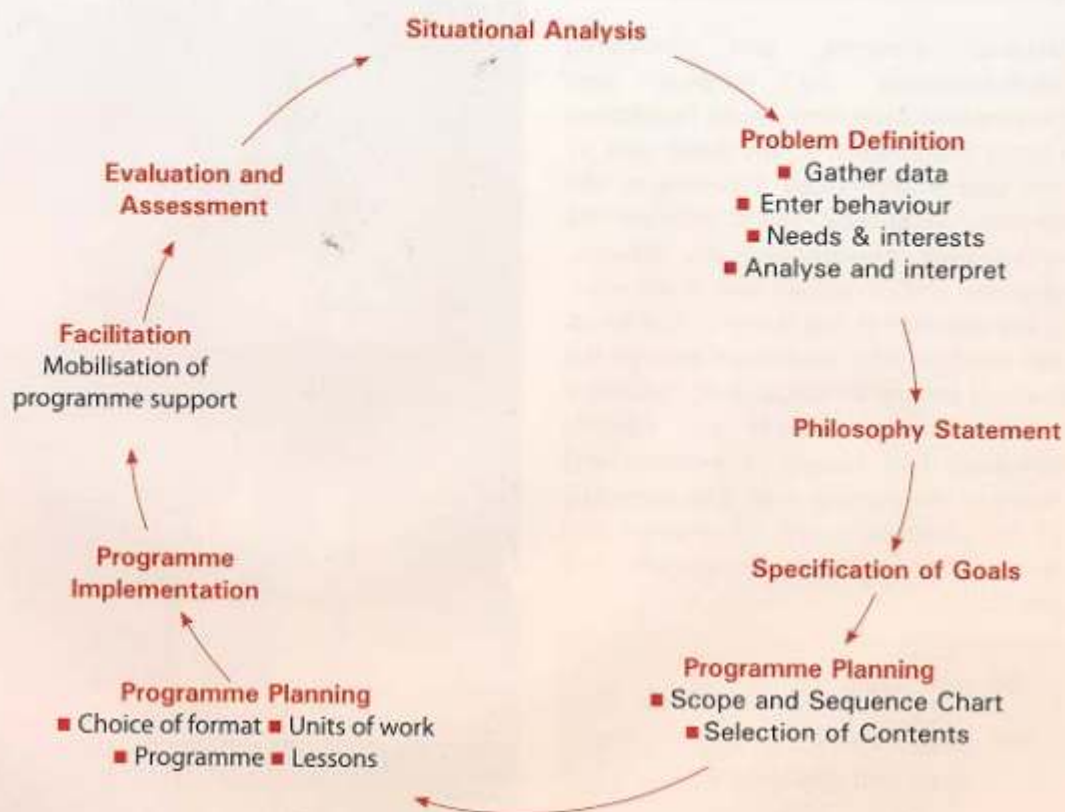 Situational Analysis
Problem Definition
■ Gather data
■ Enter behaviour
■ Needs & interests
■ Analyse and interpret
Philosophy Statement
Specification of Goals
Programme Planning
■ Scope and Sequence Chart
■ Selection of Contents
Programme Planning
■ Choice of format ■ Units of work
■ Programme ■ Lessons
Programme
Implementation
Facilitation
Mobilisation of
programme support
Evaluation and
Assessment